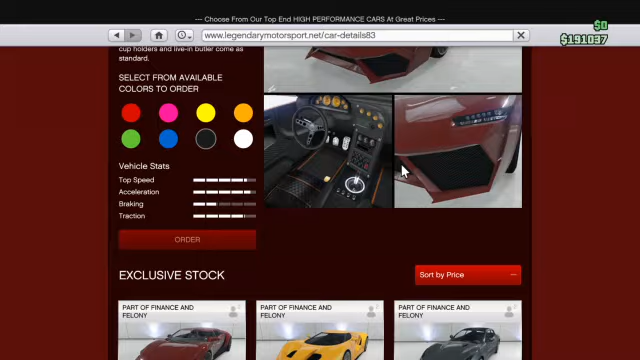 --- Choose From Our Top End HIGH PERFORMANCE CARS At Great Prices ---
$0
$191037
www.legendarymotorsport.net/car-details83
cup holders and live-in butler come as
standard.
SELECT FROM AVAILABLE
COLORS TO ORDER
Vehicle Stats
Top Speed
Acceleration
Braking
Traction
ORDER
EXCLUSIVE STOCK
Sort by Price
PART OF FINANCE AND
FELONY
PART OF FINANCE AND
FELONY
PART OF FINANCE AND
FELONY